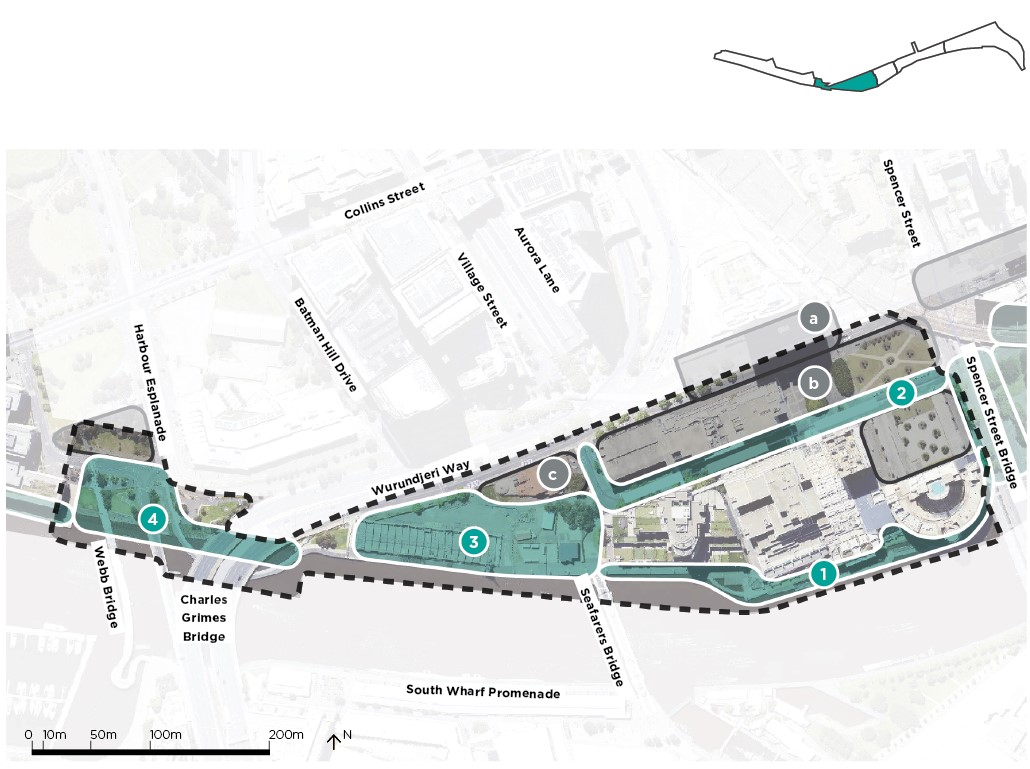 Spencer Street
Collins Street
Aurora Lane
Village Street
Batman Hill Drive
Harbour Esplanade
a
b
2
Spencer Street Bridge
Wurundjeri Way
c
4
3
1
Webb Bridge
Charles
Grimes
Bridge
Seafarers Bridge
South Wharf Promenade
0 10m 50m 100m 200m
N